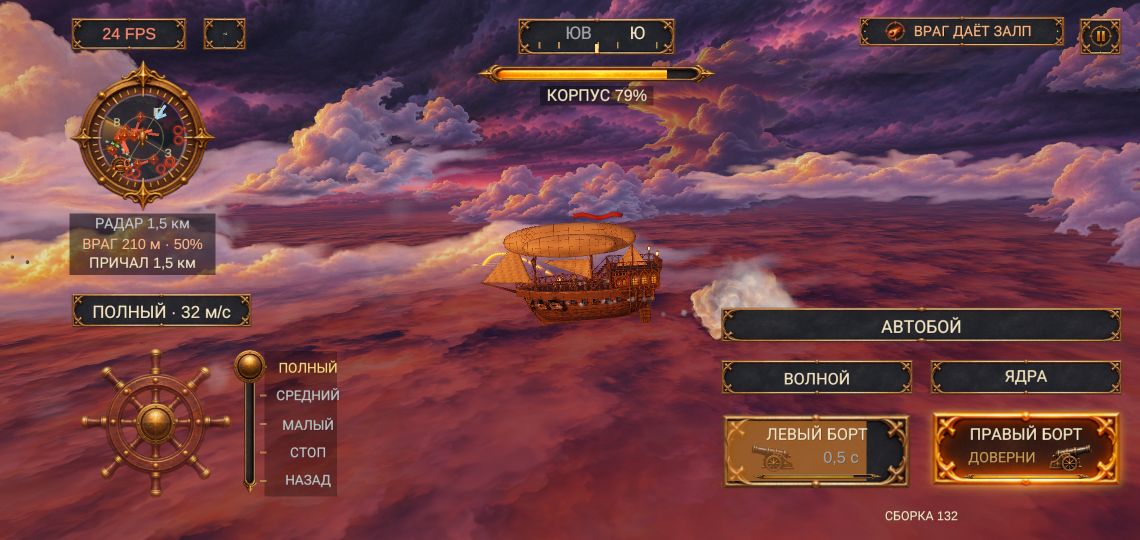 24 FPS
ЮВ Ю
ВРАГ ДАЁТ ЗАЛП
КОРПУС 79%
В
З
РАДАР 1,5 км
ВРАГ 210 м · 50%
ПРИЧАЛ 1,5 км
ПОЛНЫЙ · 32 м/с
ПОЛНЫЙ
СРЕДНИЙ
МАЛЫЙ
СТОП
НАЗАД
АВТОБОЙ
ВОЛНОЙ
ЯДРА
ЛЕВЫЙ БОРТ
0,5 с
ПРАВЫЙ БОРТ
ДОВЕРНИ
СБОРКА 132